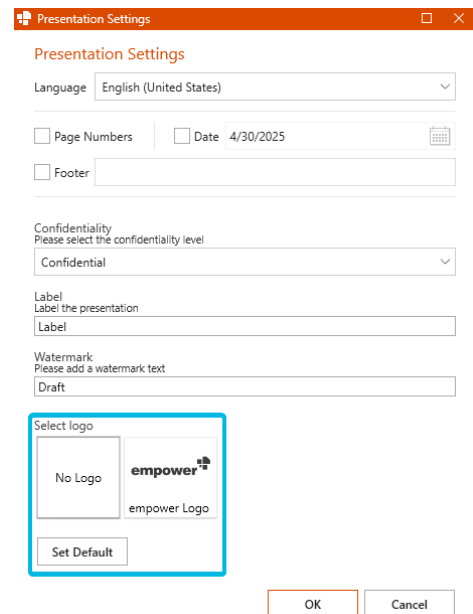 Presentation Settings
Presentation Settings
Language English (United States)
Page Numbers Date 4/30/2025
Footer
Confidentiality
Please select the confidentiality level
Confidential
Label
Label the presentation
Label
Watermark
Please add a watermark text
Draft
Select logo
No Logo empower
empower Logo
Set Default
OK Cancel